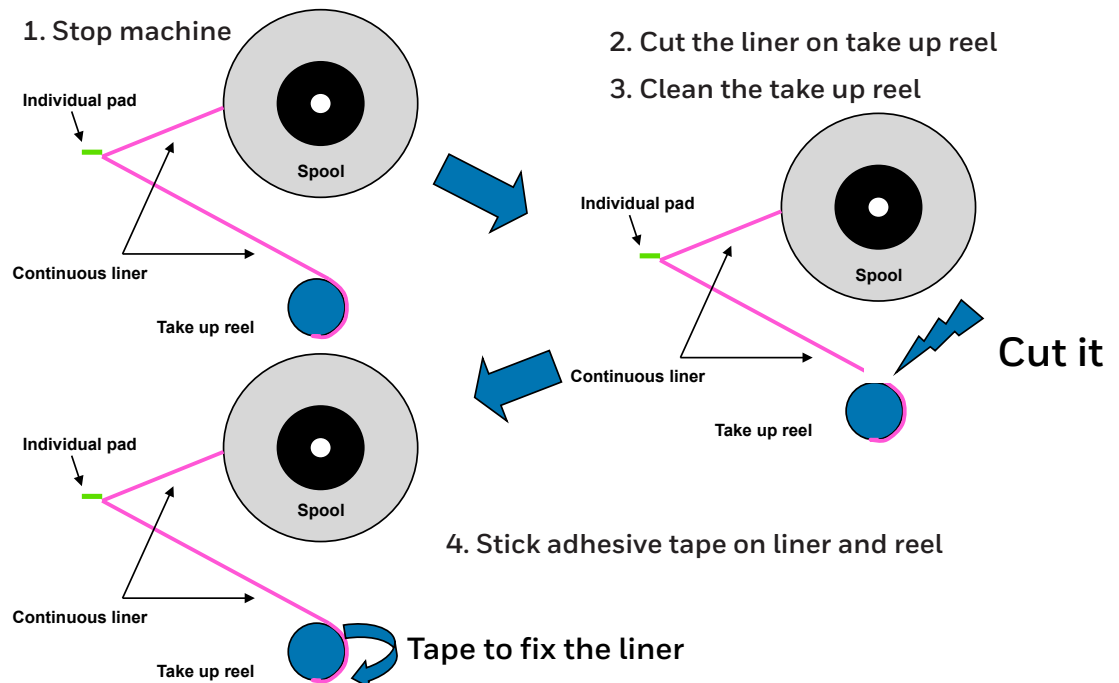 1. Stop machine
Individual pad
Spool
Continuous liner
Take up reel
2. Cut the liner on take up reel
3. Clean the take up reel
Individual pad
Spool
Cut it
Continuous liner
Take up reel
Individual pad
Spool
4. Stick adhesive tape on liner and reel
Continuous liner
Tape to fix the liner
Take up reel